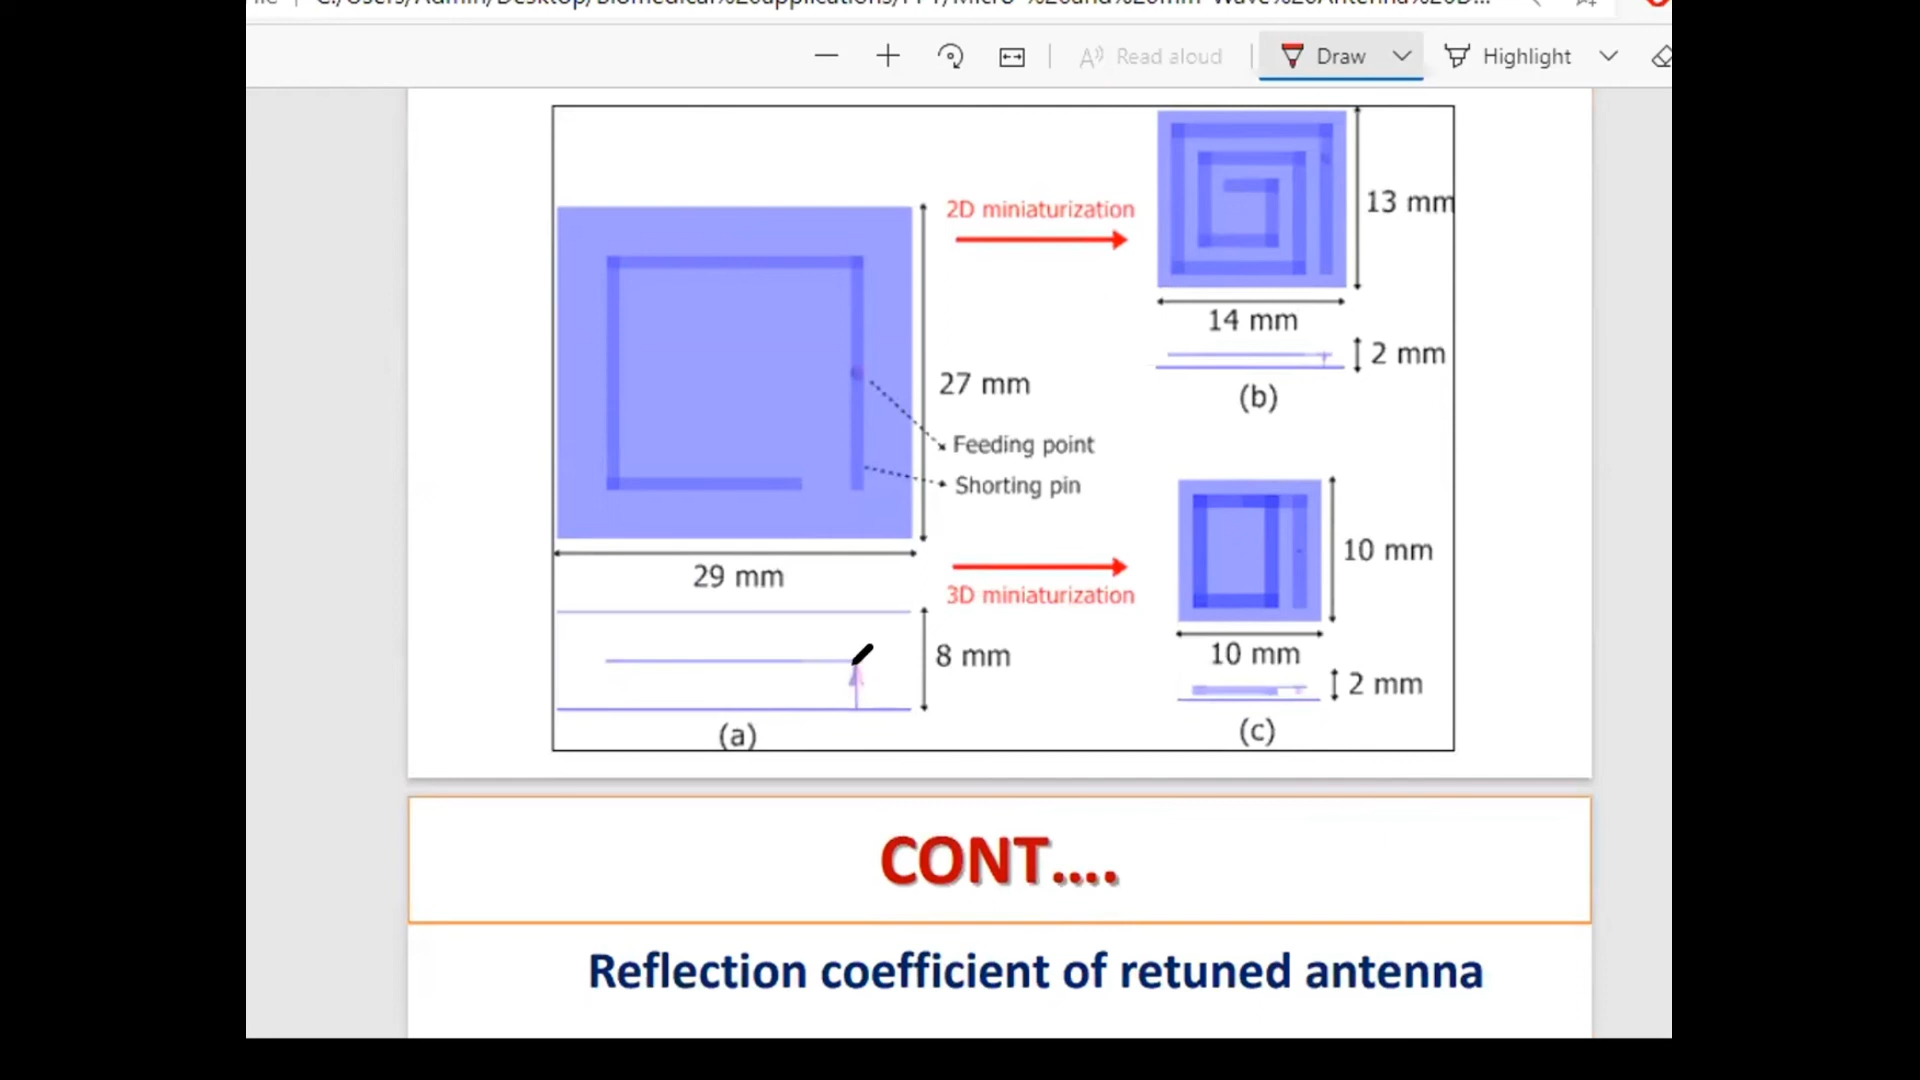 Read aloud
Draw
Highlight
2D miniaturization
13 mm
14 mm
2 mm
(b)
27 mm
Feeding point
Shorting pin
29 mm
3D miniaturization
10 mm
10 mm
8 mm
2 mm
(a)
(c)
CONT....
Reflection coefficient of retuned antenna